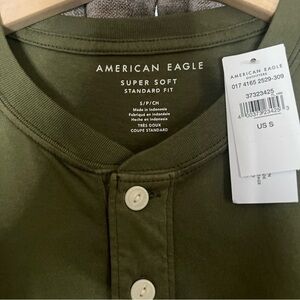 AMERICAN EAGLE
SUPER SOFT
STANDARD FIT
S/P/CH
Made in Indonesia
Fabriqué en Indonésie
Hecho en Indonesia
TRÈS DOUX
COUPE STANDARD
AMERICAN EAGLE
OUTFITTERS
017 4165 2529-309
37323425
US S